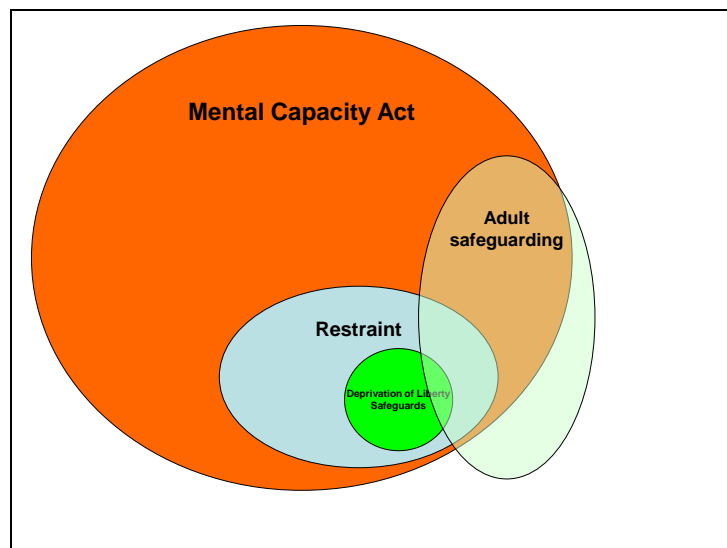 Mental Capacity Act
Adult
safeguarding
Restraint
Deprivation of Liberty
Safeguards